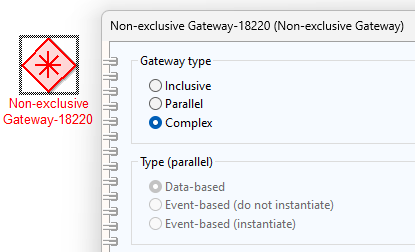 Non-exclusive
Gateway-18220
Non-exclusive Gateway-18220 (Non-exclusive Gateway)
Gateway type
Inclusive
Parallel
Complex
Type (parallel)
Data-based
Event-based (do not instantiate)
Event-based (instantiate)